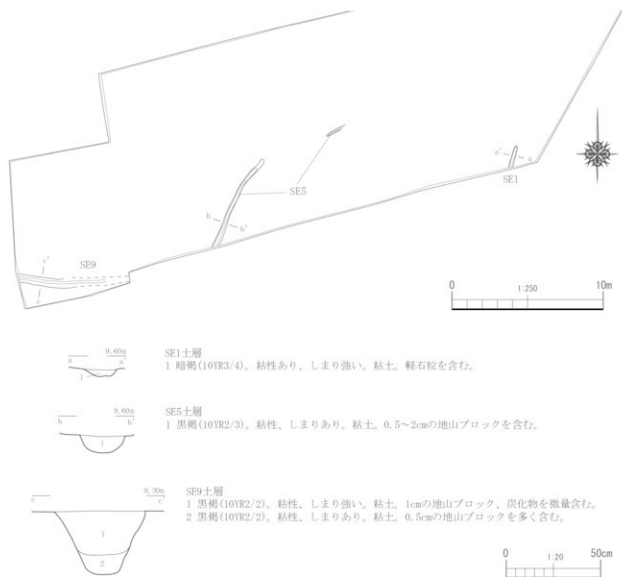 a'
a
SE5
SE1
b
b'
c'
SE9
c
0
1:250
10m
SE1土層
a
9.60m
a'
1 暗褐(10YR3/4)。粘性あり、しまり強い。粘土。軽石粒を含む。
1
SE5土層
b
9.60m
b'
1 黒褐(10YR2/3)。粘性、しまりあり。粘土。0.5~2cmの地山ブロックを含む。
1
SE9土層
c
9.30m
c'
1 黒褐(10YR2/2)。粘性、しまり強い。粘土。1cmの地山ブロック、炭化物を微量含む。
2 黒褐(10YR2/2)。粘性、しまりあり。粘土。0.5cmの地山ブロックを多く含む。
1
2
0
1:20
50cm